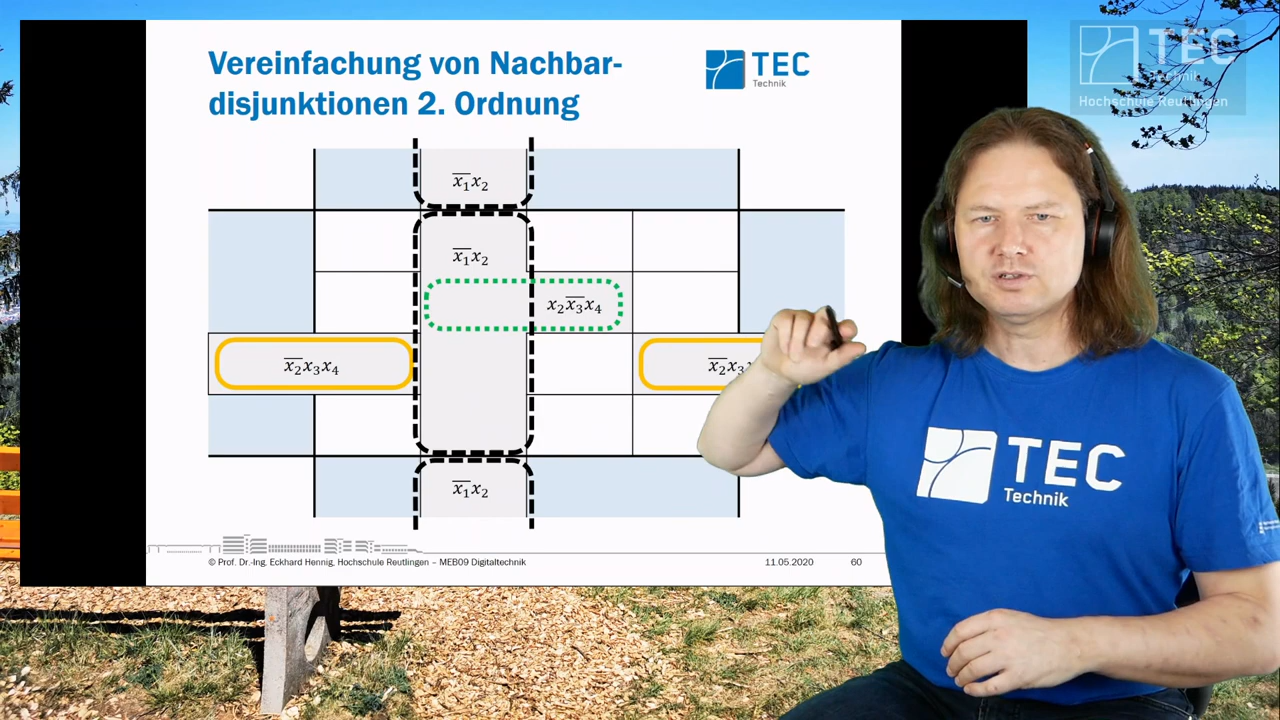 Vereinfachung von Nachbar-
disjunktionen 2. Ordnung
TEC
Technik
TEC
Technik
Hochschule Reutlingen
x̅₁x₂
x̅₁x₂
x₂x̅₃x₄
x̅₂x₃x₄
x̅₂x₃
x̅₁x₂
© Prof. Dr.-Ing. Eckhard Hennig, Hochschule Reutlingen – MEB09 Digitaltechnik
11.05.2020
60
TEC
Technik